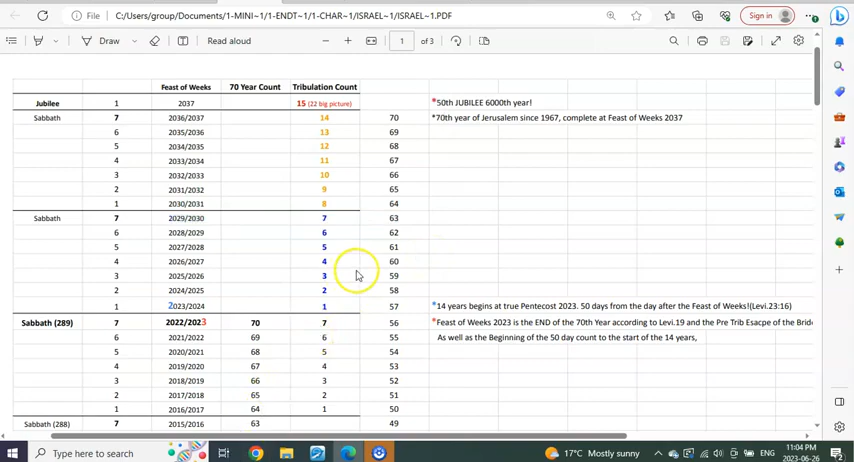 C:/Users/group/Documents/1-MINI~1/1-ENDT~1/1-CHAR~1/ISRAEL~1/ISRAEL~1.PDF
Sign in
Draw
Read aloud
1 of 3
Feast of Weeks 70 Year Count Tribulation Count
Jubilee 1 2037 15 (22 big picture) *50th JUBILEE 6000th year!
Sabbath 7 2036/2037 14 70 *70th year of Jerusalem since 1967, complete at Feast of Weeks 2037
6 2035/2036 13 69
5 2034/2035 12 68
4 2033/2034 11 67
3 2032/2033 10 66
2 2031/2032 9 65
1 2030/2031 8 64
Sabbath 7 2029/2030 7 63
6 2028/2029 6 62
5 2027/2028 5 61
4 2026/2027 4 60
3 2025/2026 3 59
2 2024/2025 2 58
1 2023/2024 1 57 *14 years begins at true Pentecost 2023. 50 days from the day after the Feast of Weeks!(Levi.23:16)
Sabbath (289) 7 2022/2023 70 7 56 *Feast of Weeks 2023 is the END of the 70th Year according to Levi.19 and the Pre Trib Esacpe of the Brid
6 2021/2022 69 6 55 As well as the Beginning of the 50 day count to the start of the 14 years,
5 2020/2021 68 5 54
4 2019/2020 67 4 53
3 2018/2019 66 3 52
2 2017/2018 65 2 51
1 2016/2017 64 1 50
Sabbath (288) 7 2015/2016 63 49
Type here to search
17°C Mostly sunny
ENG
11:04 PM
2023-06-26